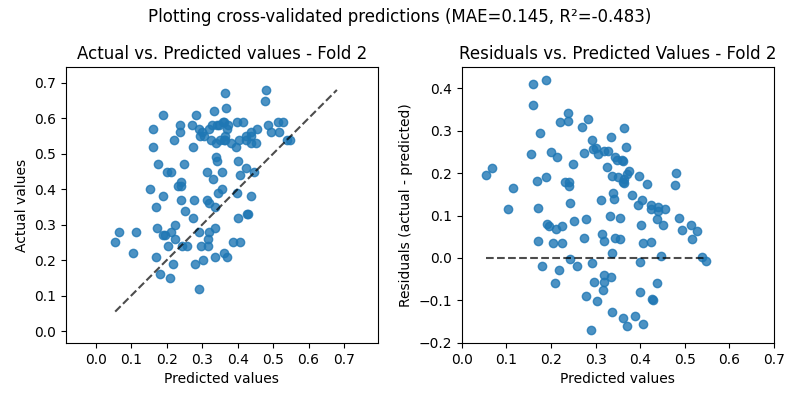 Plotting cross-validated predictions (MAE=0.145, R²=-0.483)
Actual vs. Predicted values - Fold 2
Residuals vs. Predicted Values - Fold 2
Actual values
0.7
0.6
0.5
0.4
0.3
0.2
0.1
0.0
0.0 0.1 0.2 0.3 0.4 0.5 0.6 0.7
Predicted values
Residuals (actual - predicted)
0.4
0.3
0.2
0.1
0.0
−0.1
−0.2
0.0 0.1 0.2 0.3 0.4 0.5 0.6 0.7
Predicted values